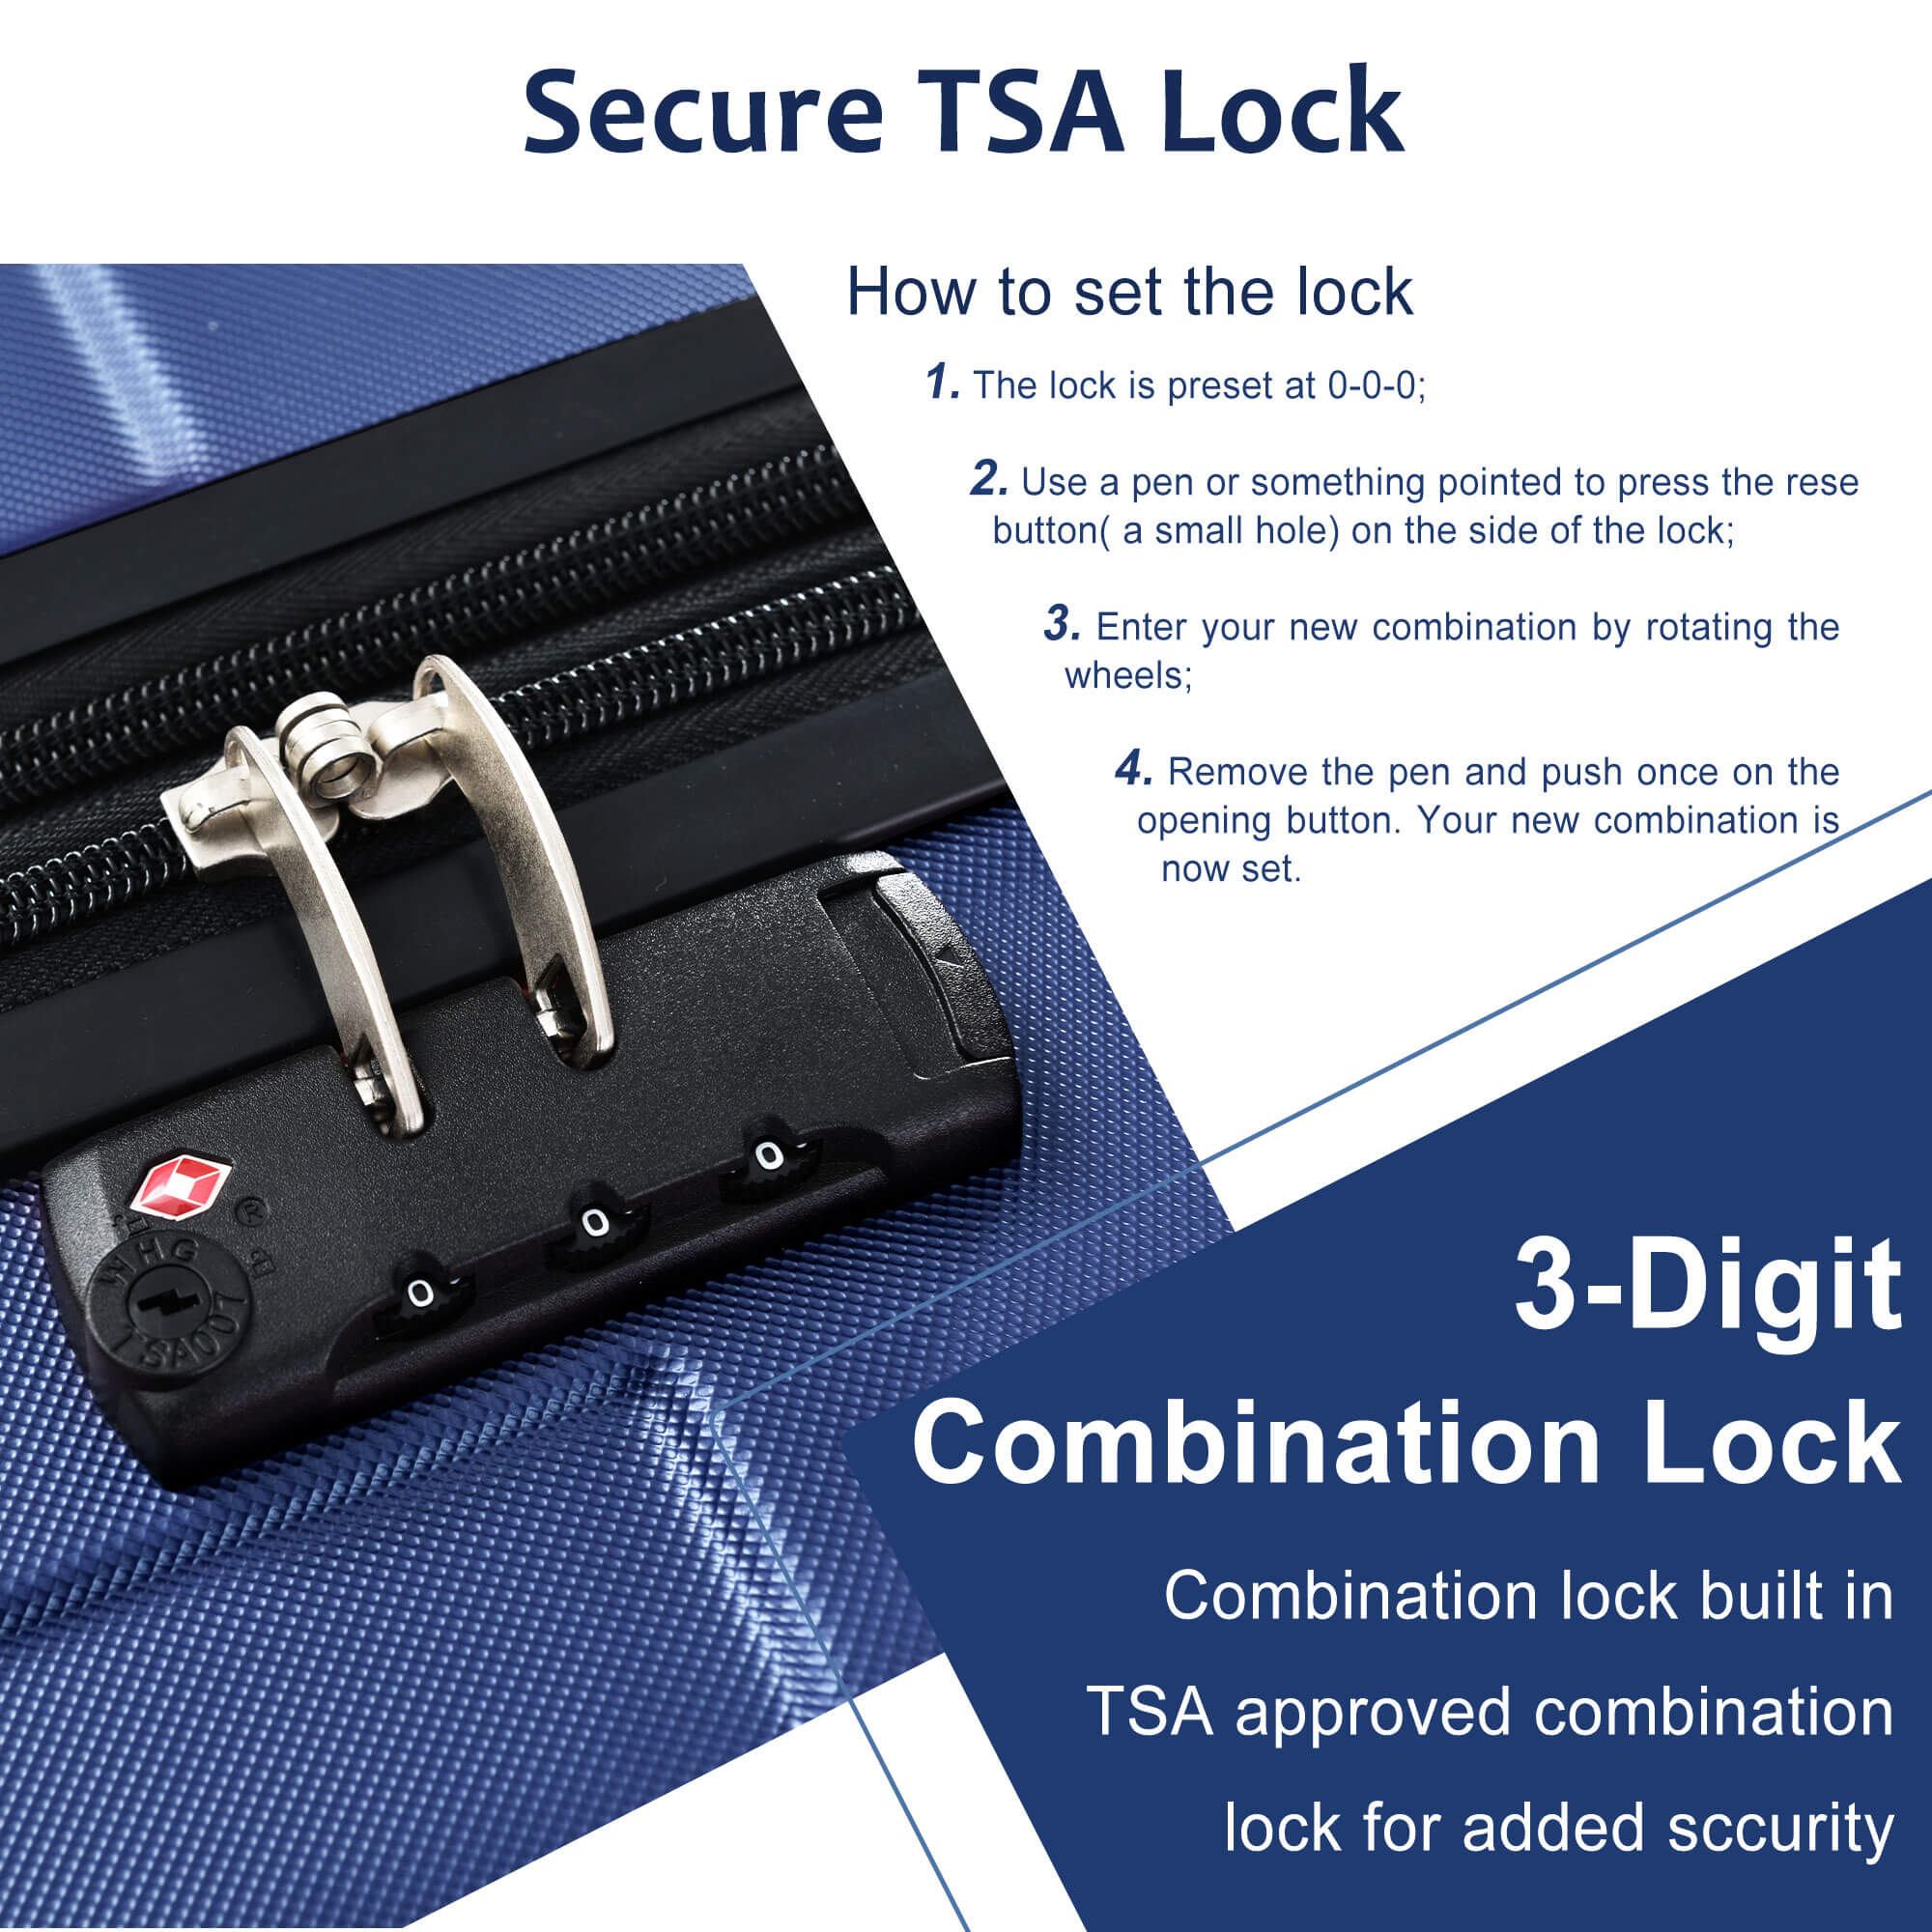 Secure TSA Lock
How to set the lock
1. The lock is preset at 0-0-0;
2. Use a pen or something pointed to press the rese
button( a small hole) on the side of the lock;
3. Enter your new combination by rotating the
wheels;
4. Remove the pen and push once on the
opening button. Your new combination is
now set.
®
WHG
TSA007
0 0 0
3-Digit
Combination Lock
Combination lock built in
TSA approved combination
lock for added sccurity